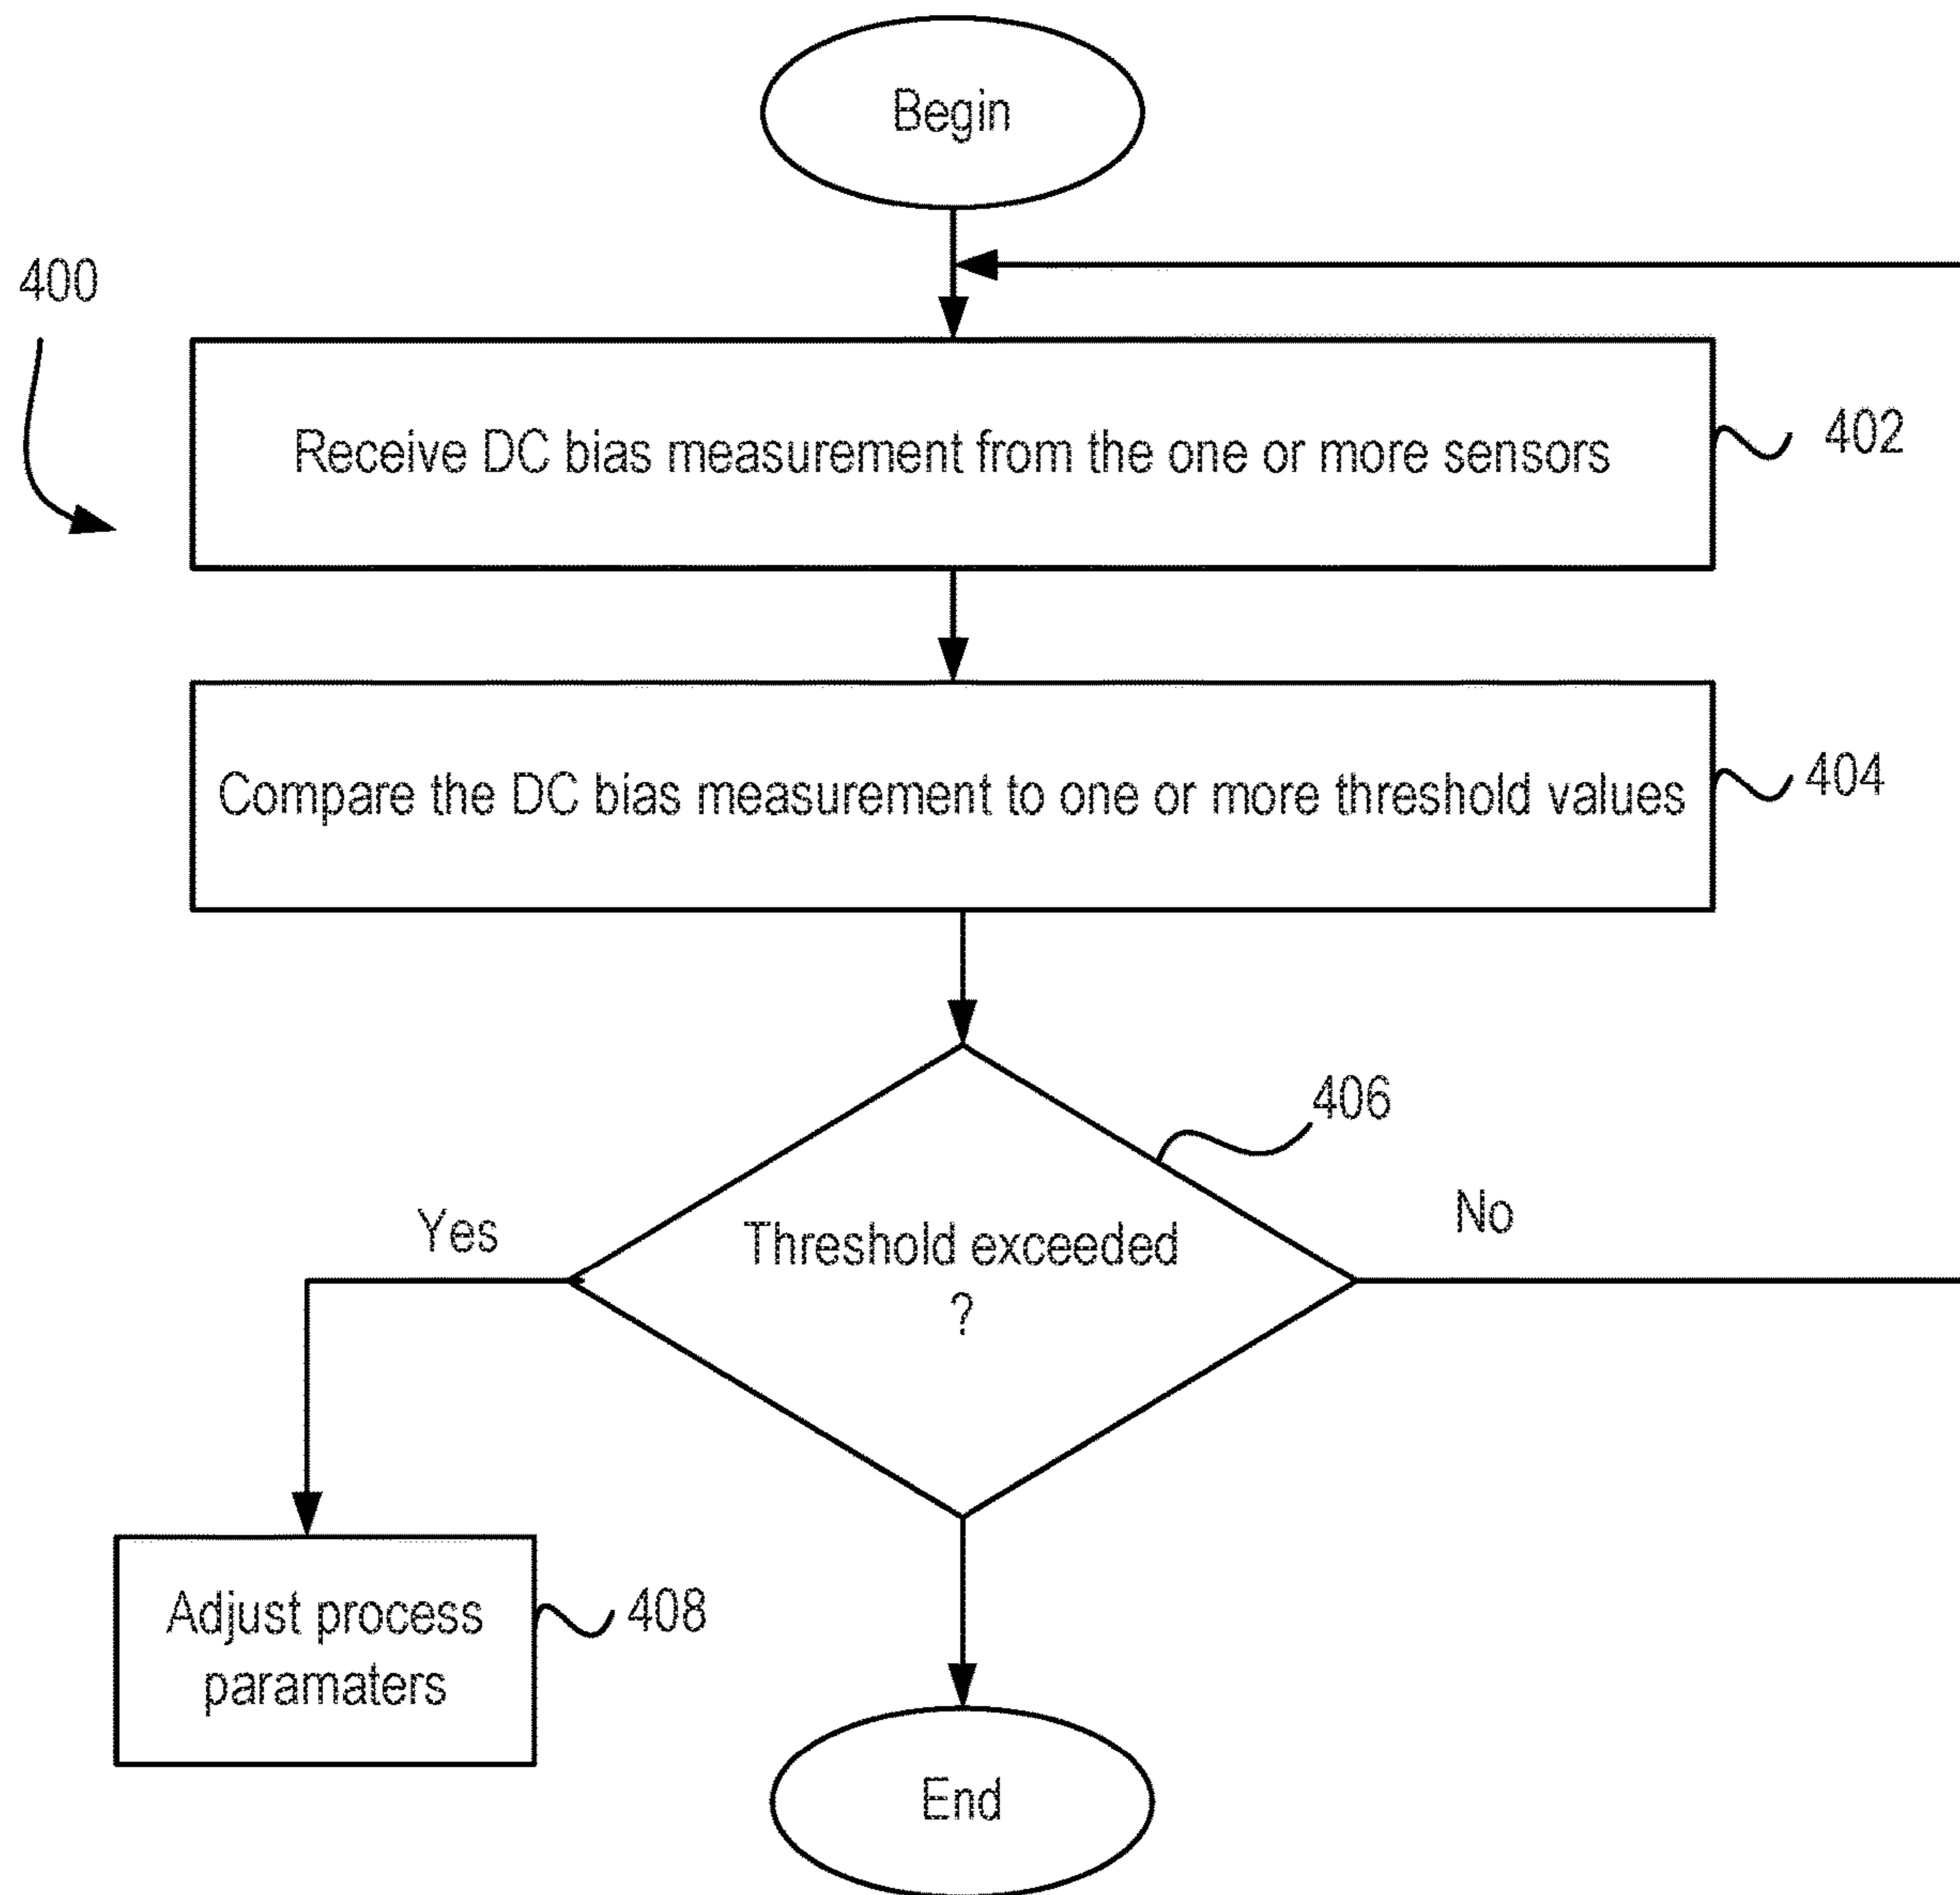 Begin
400
Receive DC bias measurement from the one or more sensors
402
Compare the DC bias measurement to one or more threshold values
404
406
Yes
No
Threshold exceeded
?
Adjust process
paramaters
408
End